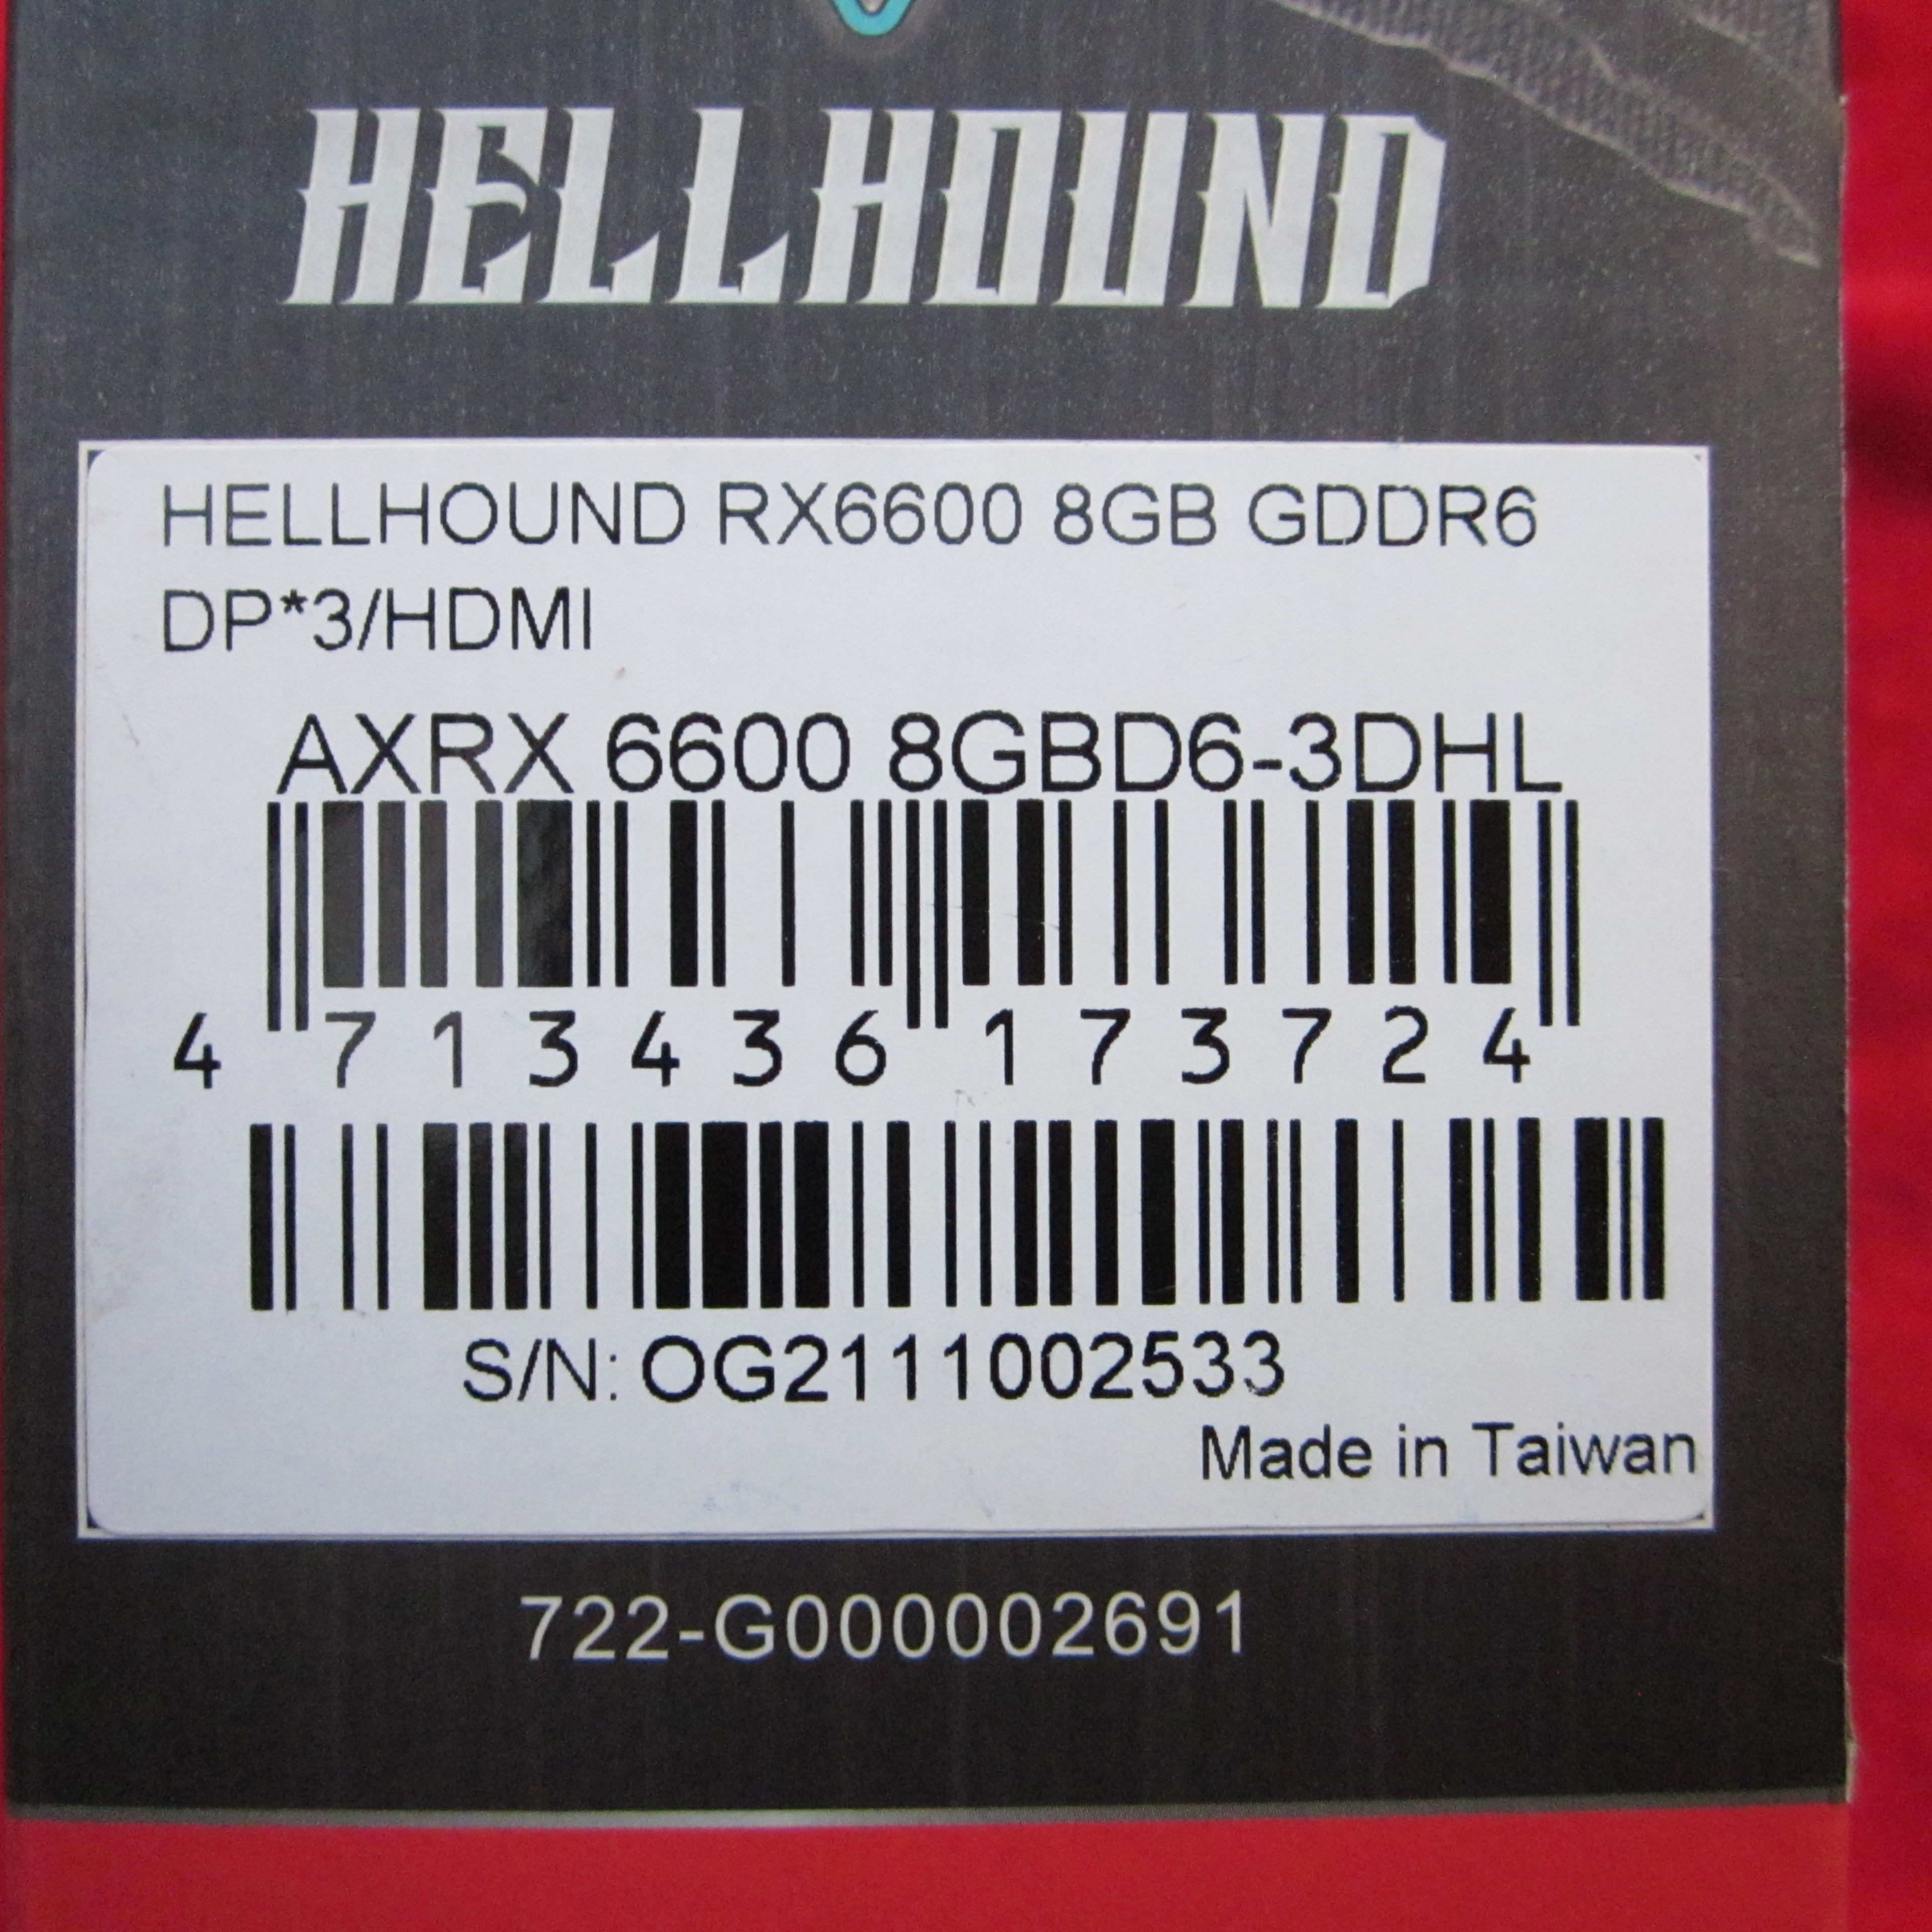 HELLHOUND
HELLHOUND RX6600 8GB GDDR6
DP*3/HDMI
AXRX 6600 8GBD6-3DHL
4 713436 173724
S/N: OG2111002533
Made in Taiwan
722-G000002691